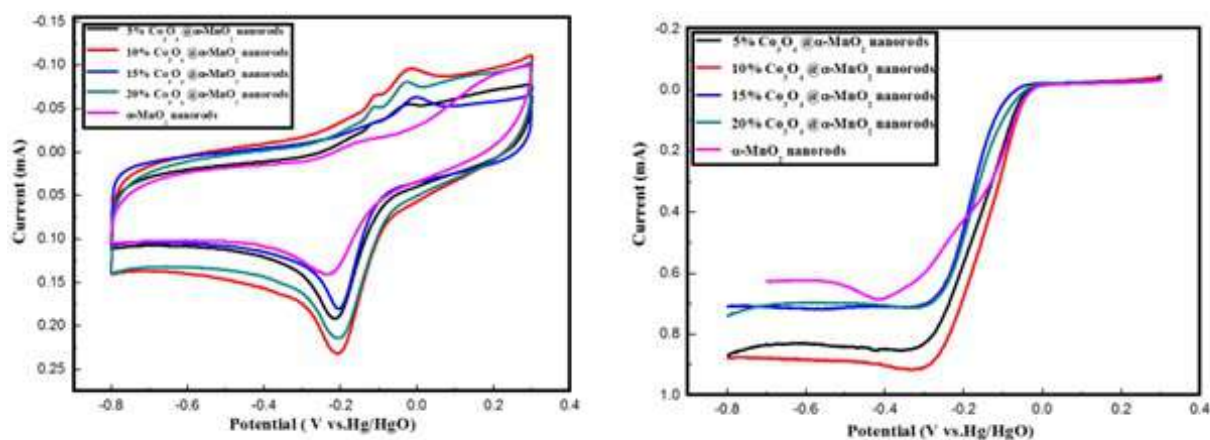 -0.15
-0.10
-0.05
0.00
0.05
0.10
0.15
0.20
0.25
Current (mA)
5% Co3O4 @α-MnO2 nanorods
10% Co3O4 @α-MnO2 nanorods
15% Co3O4 @α-MnO2 nanorods
20% Co3O4 @α-MnO2 nanorods
α-MnO2 nanorods
-0.8 -0.6 -0.4 -0.2 0.0 0.2 0.4
Potential ( V vs.Hg/HgO)
-0.2
0.0
0.2
0.4
0.6
0.8
1.0
Current (mA)
5% Co3O4 @α-MnO2 nanorods
10% Co3O4 @α-MnO2 nanorods
15% Co3O4 @α-MnO2 nanorods
20% Co3O4 @α-MnO2 nanorods
α-MnO2 nanorods
-0.8 -0.6 -0.4 -0.2 0.0 0.2 0.4
Potential (V vs.Hg/HgO)